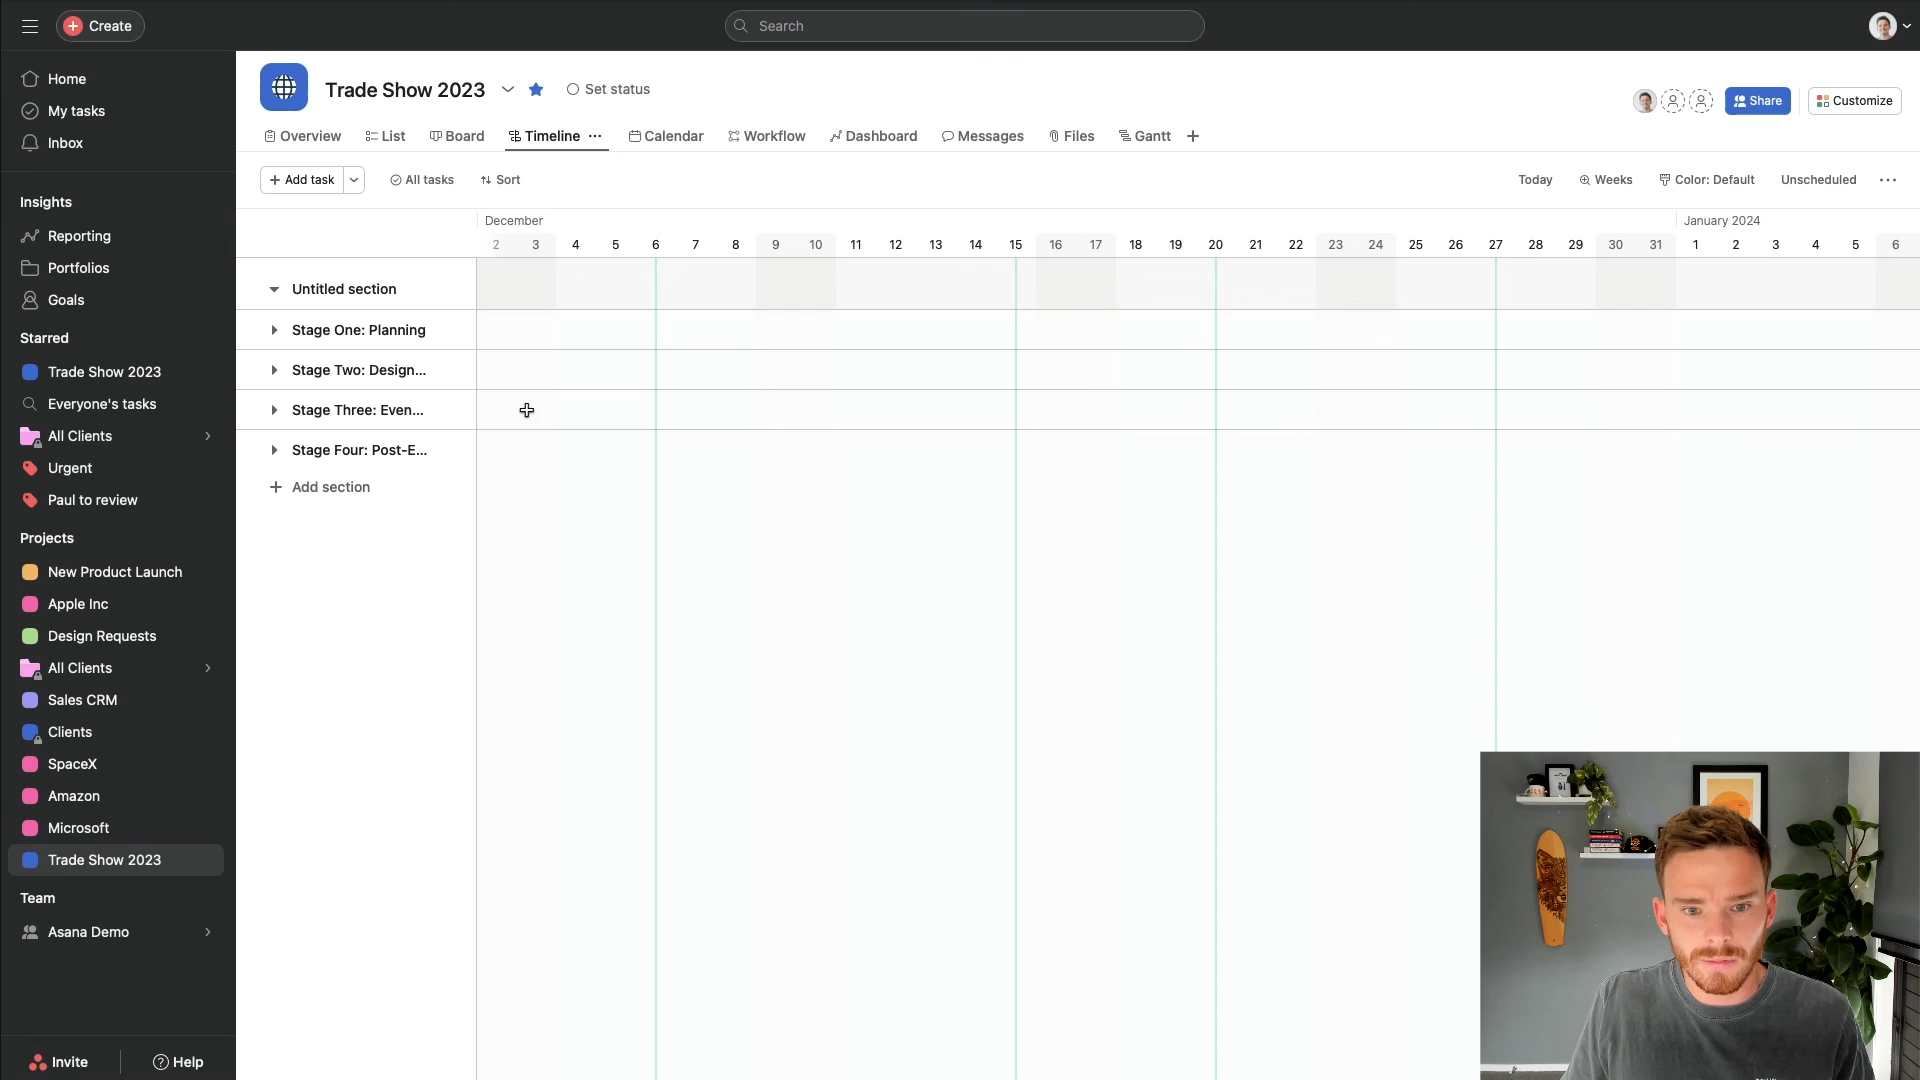 Create
Search
Home
My tasks
Inbox
Insights
Reporting
Portfolios
Goals
Starred
Trade Show 2023
Everyone's tasks
All Clients
Urgent
Paul to review
Projects
New Product Launch
Apple Inc
Design Requests
All Clients
Sales CRM
Clients
SpaceX
Amazon
Microsoft
Trade Show 2023
Team
Asana Demo
Invite
Help
Trade Show 2023
Set status
Share
Customize
Overview List Board Timeline Calendar Workflow Dashboard Messages Files Gantt
Add task All tasks Sort
Today Weeks Color: Default Unscheduled
December January 2024
2 3 4 5 6 7 8 9 10 11 12 13 14 15 16 17 18 19 20 21 22 23 24 25 26 27 28 29 30 31 1 2 3 4 5 6
Untitled section
Stage One: Planning
Stage Two: Design...
Stage Three: Even...
Stage Four: Post-E...
Add section